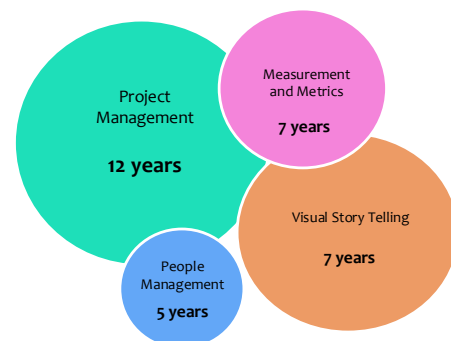 Project
Management
12 years
Measurement
and Metrics
7 years
Visual Story Telling
7 years
People
Management
5 years